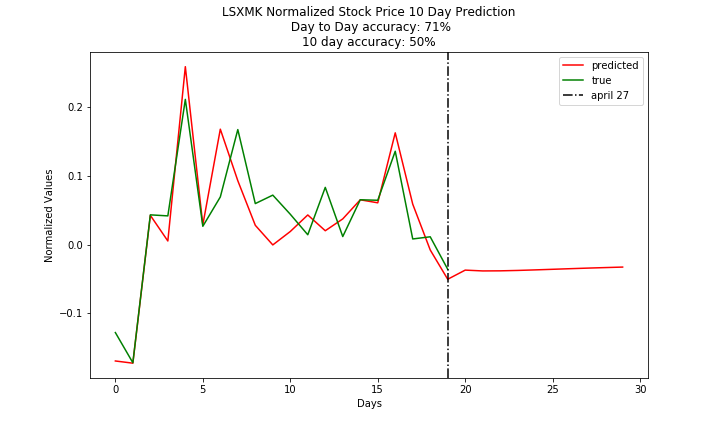 LSXMK Normalized Stock Price 10 Day Prediction
Day to Day accuracy: 71%
10 day accuracy: 50%
predicted
true
april 27
0.2
0.1
0.0
−0.1
Normalized Values
0 5 10 15 20 25 30
Days